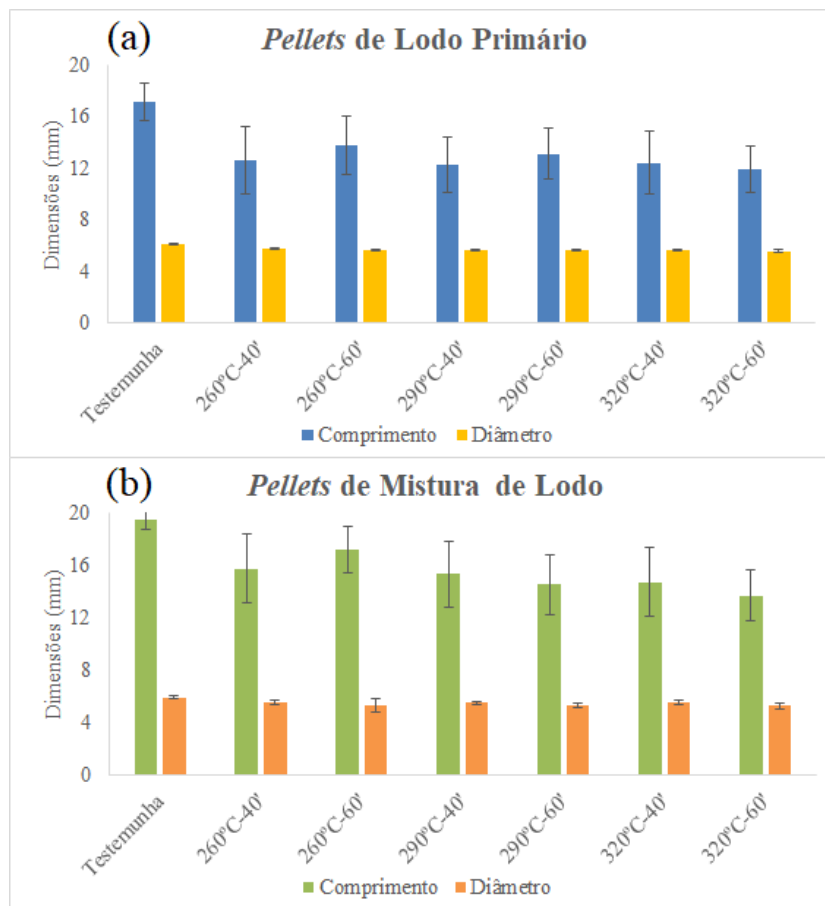 (a)
Pellets de Lodo Primário
Dimensões (mm)
20
16
12
8
4
0
Testemunha
260ºC-40'
260ºC-60'
290ºC-40'
290ºC-60'
320ºC-40'
320ºC-60'
Comprimento
Diâmetro
(b)
Pellets de Mistura de Lodo
Dimensões (mm)
20
16
12
8
4
0
Testemunha
260ºC-40'
260ºC-60'
290ºC-40'
290ºC-60'
320ºC-40'
320ºC-60'
Comprimento
Diâmetro